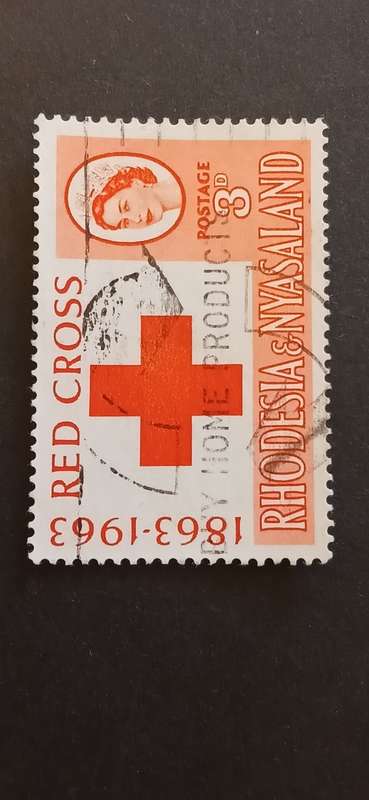 RED CROSS
1863-1963
POSTAGE
3D
RHODESIA & NYASALAND
BUY HOME PRODUCTS